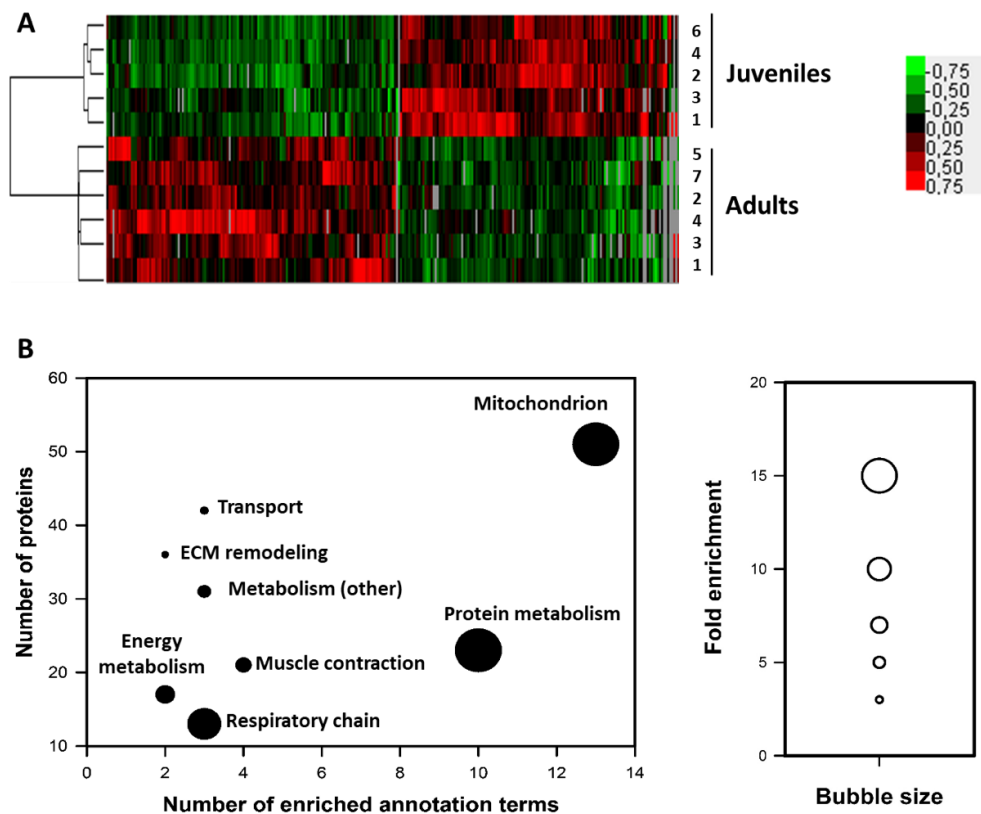 A
6
4
2
3
1
Juveniles
5
7
2
4
3
1
Adults
-0,75
-0,50
-0,25
0,00
0,25
0,50
0,75
B
60
50
40
30
20
10
Number of proteins
Mitochondrion
Transport
ECM remodeling
Metabolism (other)
Protein metabolism
Energy
metabolism
Muscle contraction
Respiratory chain
0 2 4 6 8 10 12 14
Number of enriched annotation terms
20
15
10
5
0
Fold enrichment
Bubble size